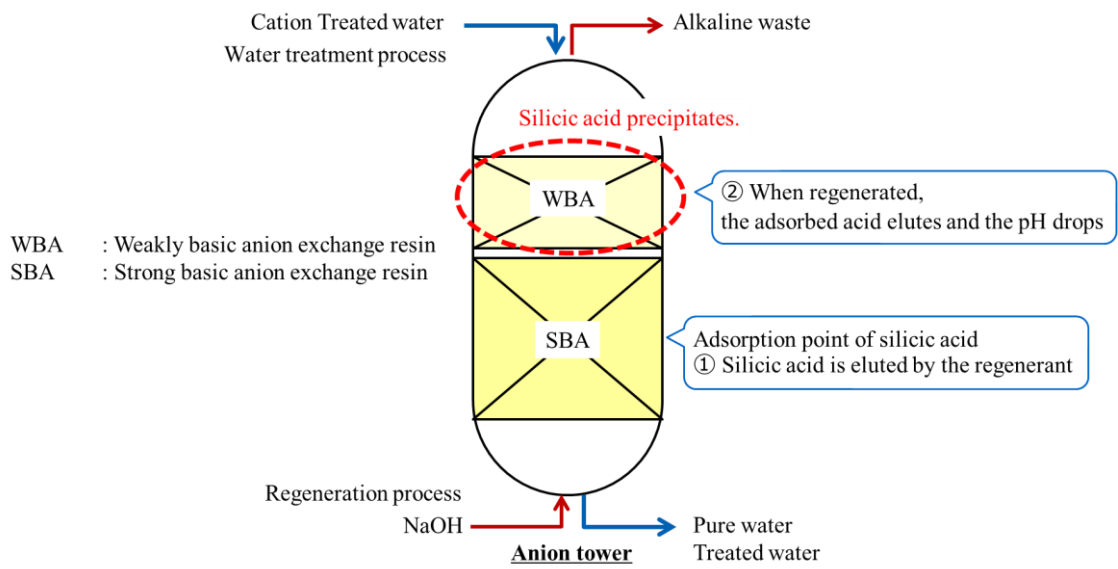 Cation Treated water
Water treatment process
Alkaline waste
Silicic acid precipitates.
WBA
② When regenerated,
the adsorbed acid elutes and the pH drops
WBA : Weakly basic anion exchange resin
SBA : Strong basic anion exchange resin
SBA
Adsorption point of silicic acid
① Silicic acid is eluted by the regenerant
Regeneration process
NaOH
Pure water
Treated water
Anion tower